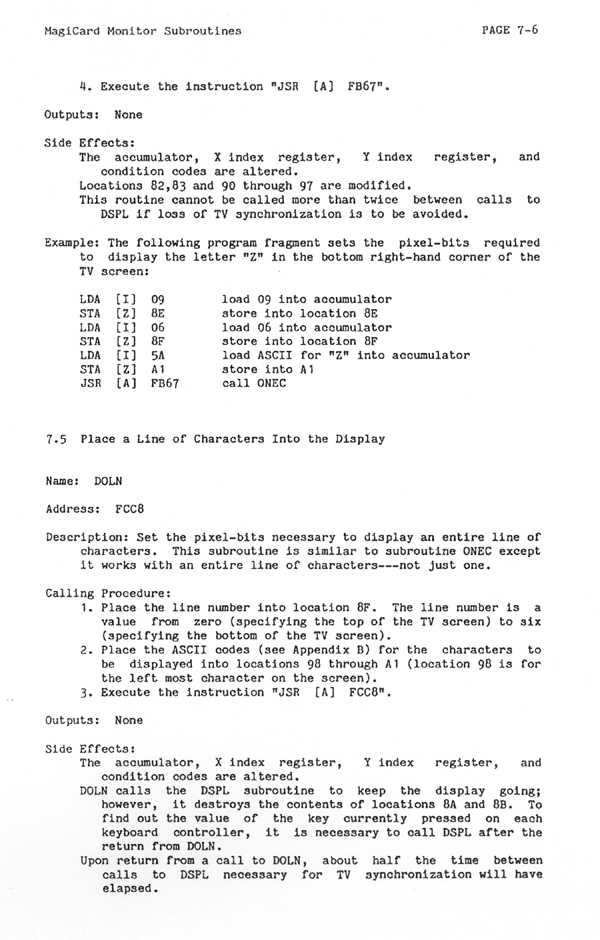 MagiCard Monitor Subroutines PAGE 7-6
4. Execute the instruction "JSR [A] FB67".
Outputs: None
Side Effects:
The accumulator, X index register, Y index register, and
condition codes are altered.
Locations 82,83 and 90 through 97 are modified.
This routine cannot be called more than twice between calls to
DSPL if loss of TV synchronization is to be avoided.
Example: The following program fragment sets the pixel-bits required
to display the letter "Z" in the bottom right-hand corner of the
TV screen:
LDA [I] 09 load 09 into accumulator
STA [Z] 8E store into location 8E
LDA [I] 06 load 06 into accumulator
STA [Z] 8F store into location 8F
LDA [I] 5A load ASCII for "Z" into accumulator
STA [Z] A1 store into A1
JSR [A] FB67 call ONEC
7.5 Place a Line of Characters Into the Display
Name: DOLN
Address: FCC8
Description: Set the pixel-bits necessary to display an entire line of
characters. This subroutine is similar to subroutine ONEC except
it works with an entire line of characters---not just one.
Calling Procedure:
1. Place the line number into location 8F. The line number is a
value from zero (specifying the top of the TV screen) to six
(specifying the bottom of the TV screen).
2. Place the ASCII codes (see Appendix B) for the characters to
be displayed into locations 98 through A1 (location 98 is for
the left most character on the screen).
3. Execute the instruction "JSR [A] FCC8".
Outputs: None
Side Effects:
The accumulator, X index register, Y index register, and
condition codes are altered.
DOLN calls the DSPL subroutine to keep the display going;
however, it destroys the contents of locations 8A and 8B. To
find out the value of the key currently pressed on each
keyboard controller, it is necessary to call DSPL after the
return from DOLN.
Upon return from a call to DOLN, about half the time between
calls to DSPL necessary for TV synchronization will have
elapsed.